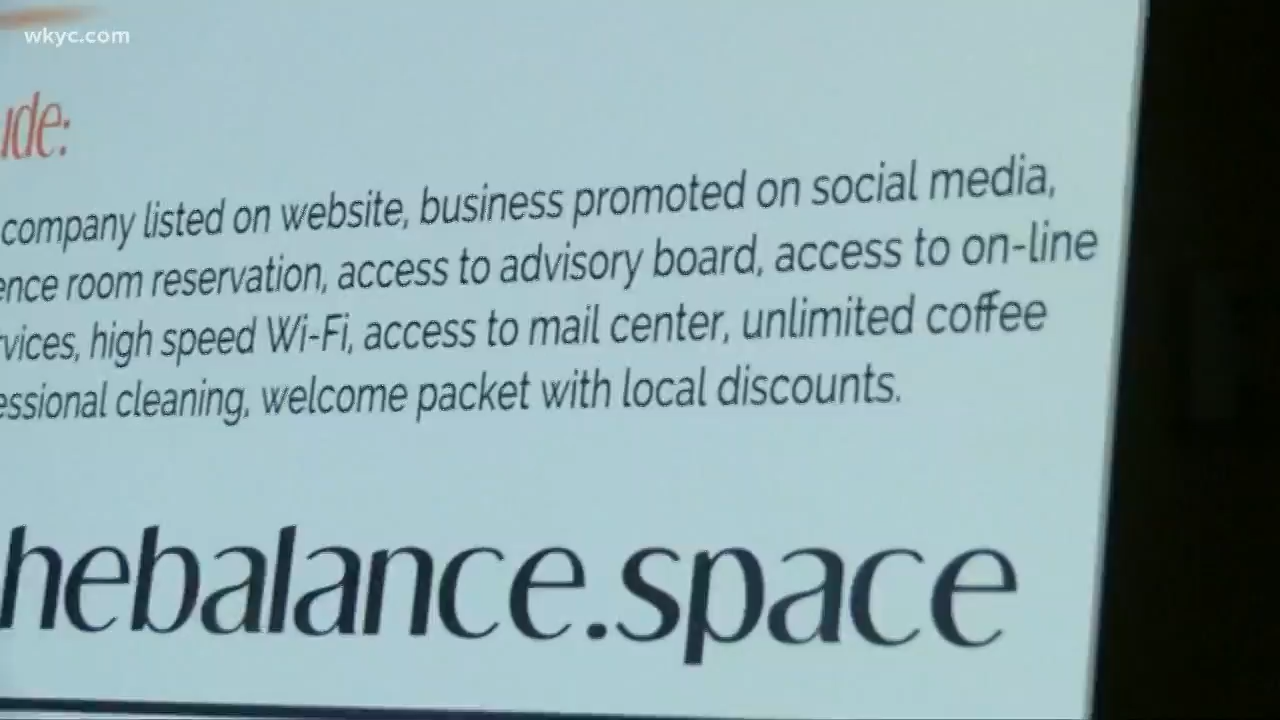 wkyc.com
ude:
company listed on website, business promoted on social media,
ence room reservation, access to advisory board, access to on-line
vices, high speed Wi-Fi, access to mail center, unlimited coffee
essional cleaning, welcome packet with local discounts.
hebalance.space